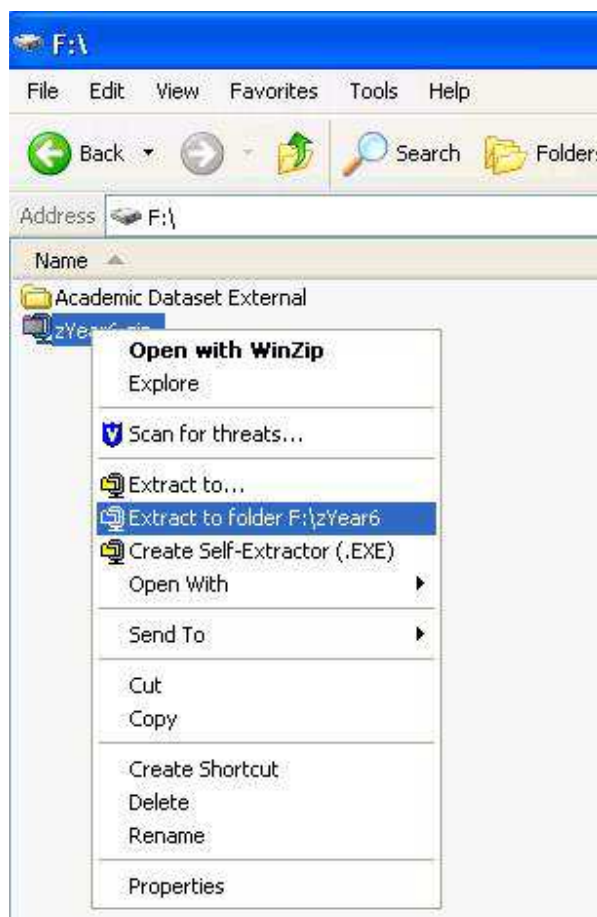 F:\
File Edit View Favorites Tools Help
Back Search Folders
Address F:\
Name
Academic Dataset External
zYear6.zip
Open with WinZip
Explore
Scan for threats...
Extract to...
Extract to folder F:\zYear6
Create Self-Extractor (.EXE)
Open With
Send To
Cut
Copy
Create Shortcut
Delete
Rename
Properties